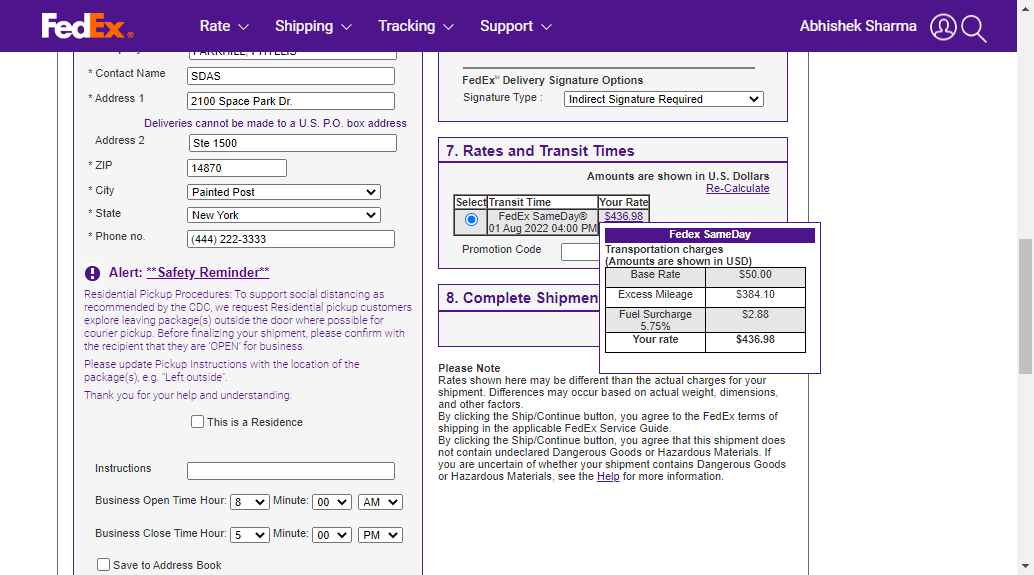 FedEx®
Rate
Shipping
Tracking
Support
Abhishek Sharma
* Contact Name
SDAS
* Address 1
2100 Space Park Dr.
Deliveries cannot be made to a U.S. P.O. box address
Address 2
Ste 1500
* ZIP
14870
* City
Painted Post
* State
New York
* Phone no.
(444) 222-3333
Alert: **Safety Reminder**
Residential Pickup Procedures: To support social distancing as
recommended by the CDC, we request Residential pickup customers
explore leaving package(s) outside the door where possible for
courier pickup. Before finalizing your shipment, please confirm with
the recipient that they are 'OPEN' for business.
Please update Pickup Instructions with the location of the
package(s), e.g. "Left outside".
Thank you for your help and understanding.
This is a Residence
Instructions
Business Open Time Hour: 8 Minute: 00 AM
Business Close Time Hour: 5 Minute: 00 PM
Save to Address Book
FedEx® Delivery Signature Options
Signature Type : Indirect Signature Required
7. Rates and Transit Times
Amounts are shown in U.S. Dollars
Re-Calculate
Select Transit Time Your Rate
FedEx SameDay® $436.98
01 Aug 2022 04:00 PM
Promotion Code
Fedex SameDay
Transportation charges
(Amounts are shown in USD)
Base Rate $50.00
Excess Mileage $384.10
Fuel Surcharge $2.88
5.75%
Your rate $436.98
8. Complete Shipmen
Please Note
Rates shown here may be different than the actual charges for your
shipment. Differences may occur based on actual weight, dimensions,
and other factors.
By clicking the Ship/Continue button, you agree to the FedEx terms of
shipping in the applicable FedEx Service Guide.
By clicking the Ship/Continue button, you agree that this shipment does
not contain undeclared Dangerous Goods or Hazardous Materials. If
you are uncertain of whether your shipment contains Dangerous Goods
or Hazardous Materials, see the Help for more information.